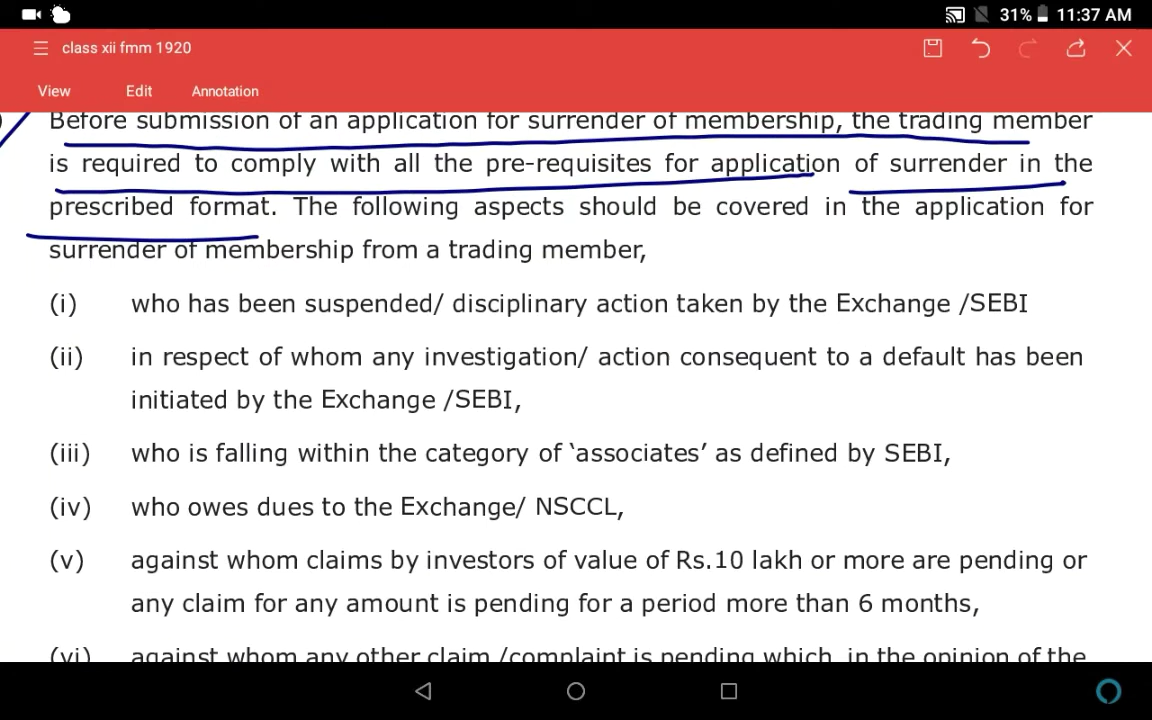 31% 11:37 AM
class xii fmm 1920
View Edit Annotation
Before submission of an application for surrender of membership, the trading member
is required to comply with all the pre-requisites for application of surrender in the
prescribed format. The following aspects should be covered in the application for
surrender of membership from a trading member,
(i) who has been suspended/ disciplinary action taken by the Exchange /SEBI
(ii) in respect of whom any investigation/ action consequent to a default has been
initiated by the Exchange /SEBI,
(iii) who is falling within the category of ‘associates’ as defined by SEBI,
(iv) who owes dues to the Exchange/ NSCCL,
(v) against whom claims by investors of value of Rs.10 lakh or more are pending or
any claim for any amount is pending for a period more than 6 months,
(vi) against whom any other claim /complaint is pending which, in the opinion of the